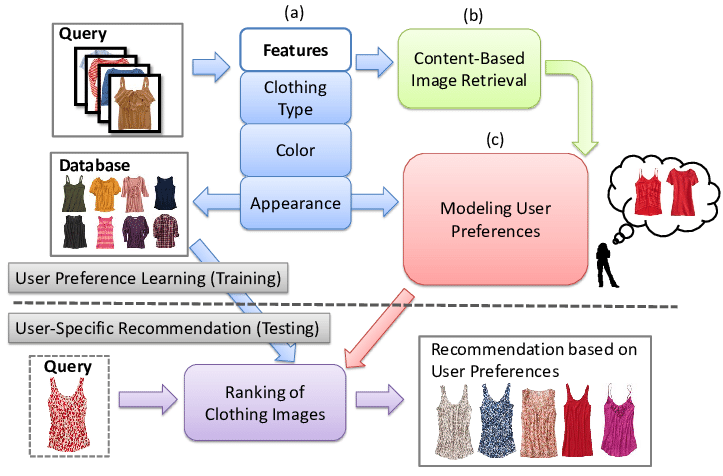 (a)
(b)
Query
Features
Content-Based
Image Retrieval
Clothing
Type
Color
(c)
Database
Appearance
Modeling User
Preferences
User Preference Learning (Training)
User-Specific Recommendation (Testing)
Query
Ranking of
Clothing Images
Recommendation based on
User Preferences